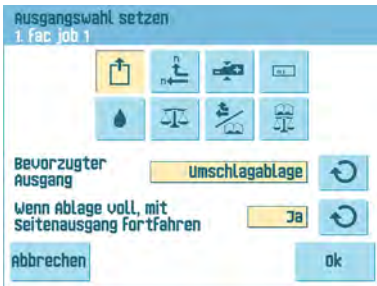 Ausgangswahl setzen
1. Fac job 1
n
n
Bevorzugter Ausgang
Umschlagablage
Wenn Ablage voll, mit Seitenausgang fortfahren
Ja
Abbrechen
Ok